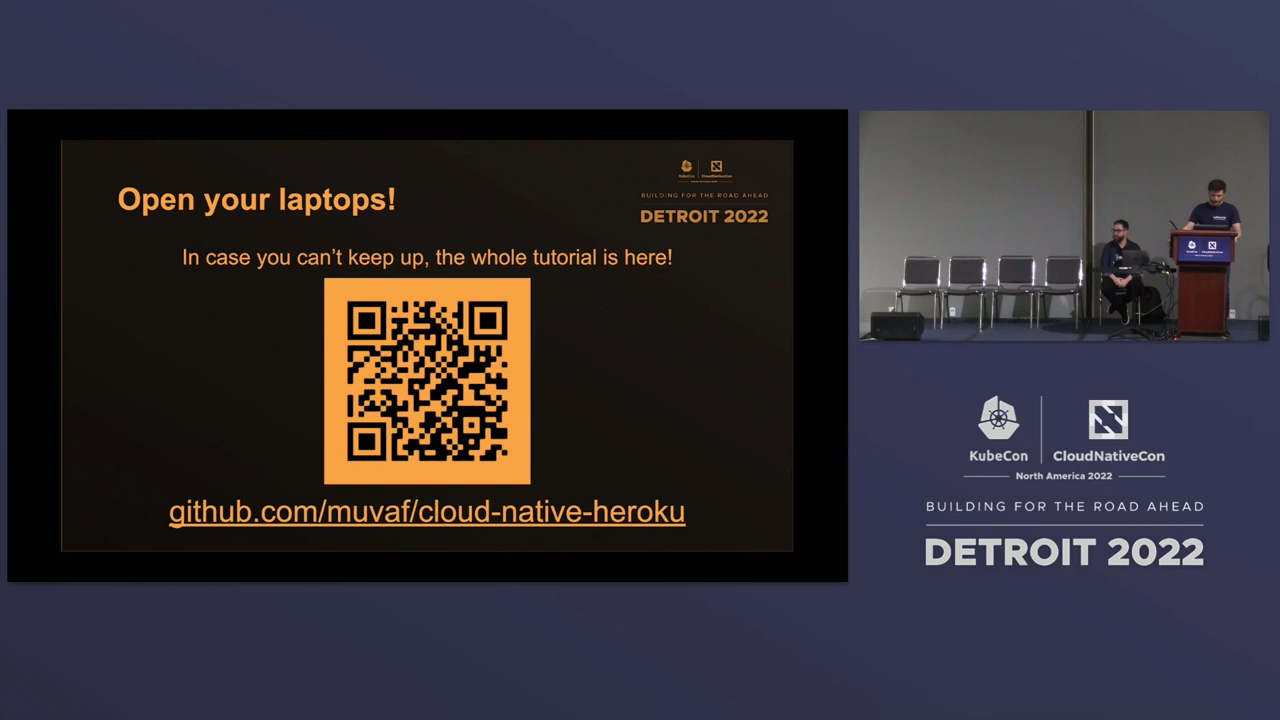 Open your laptops!
KubeCon CloudNativeCon
BUILDING FOR THE ROAD AHEAD
DETROIT 2022
In case you can't keep up, the whole tutorial is here!
github.com/muvaf/cloud-native-heroku
KubeCon CloudNativeCon
North America 2022
BUILDING FOR THE ROAD AHEAD
DETROIT 2022